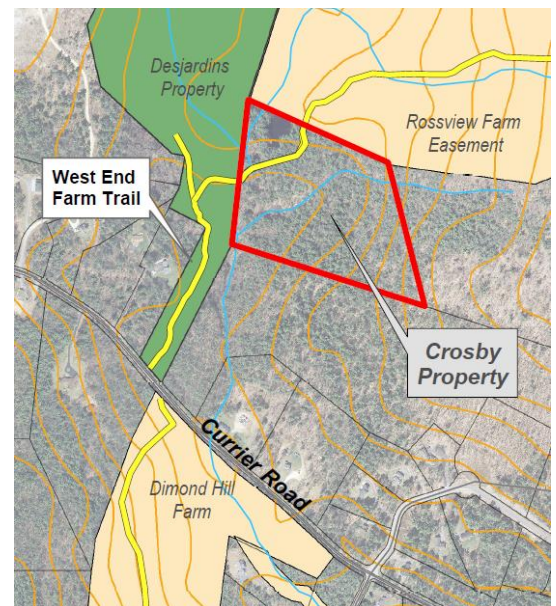 Desjardins
Property
Rossview Farm
Easement
West End
Farm Trail
Crosby
Property
Currier Road
Dimond Hill
Farm